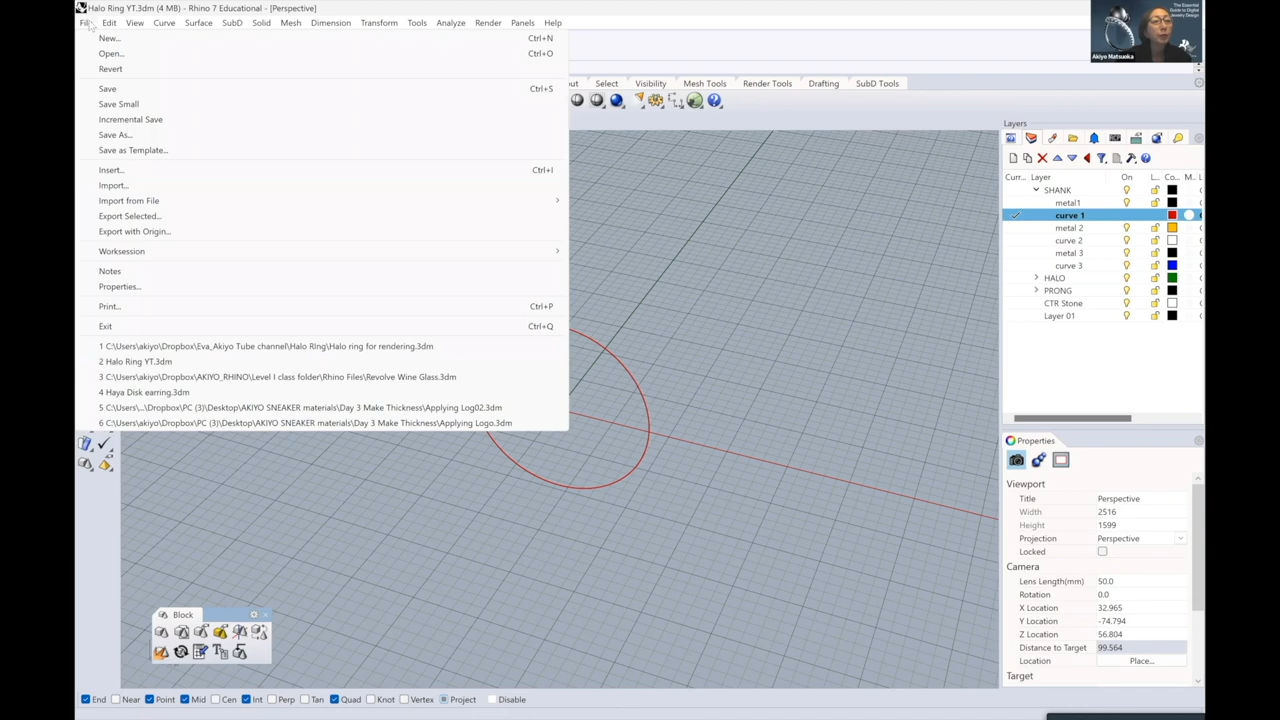 Halo Ring YT.3dm (4 MB) - Rhino 7 Educational - [Perspective]
Edit View Curve Surface SubD Solid Mesh Dimension Transform Tools Analyze Render Panels Help
The Essential
Guide to Digital
Jewelry Design
Akiyo Matsuoka
New... Ctrl+N
Open... Ctrl+O
Revert
Save Ctrl+S
Save Small
Incremental Save
Save As...
Save as Template...
Insert... Ctrl+I
Import...
Import from File
Export Selected...
Export with Origin...
Worksession
Notes
Properties...
Print... Ctrl+P
Exit Ctrl+Q
1 C:\Users\akiyo\Dropbox\Eva_Akiyo Tube channel\Halo RIng\Halo ring for rendering.3dm
2 Halo Ring YT.3dm
3 C:\Users\akiyo\Dropbox\AKIYO_RHINO\Level I class folder\Rhino Files\Revolve Wine Glass.3dm
4 Haya Disk earring.3dm
5 C:\Users\...\Dropbox\PC (3)\Desktop\AKIYO SNEAKER materials\Day 3 Make Thickness\Applying Log02.3dm
6 C:\Users\akiyo\Dropbox\PC (3)\Desktop\AKIYO SNEAKER materials\Day 3 Make Thickness\Applying Logo.3dm
out Select Visibility Mesh Tools Render Tools Drafting SubD Tools
Layers
Curr... Layer On L... Co... M... L
SHANK
metal1
curve 1
metal 2
curve 2
metal 3
curve 3
HALO
PRONG
CTR Stone
Layer 01
Properties
Viewport
Title Perspective
Width 2516
Height 1599
Projection Perspective
Locked
Camera
Lens Length(mm) 50.0
Rotation 0.0
X Location 32.965
Y Location -74.794
Z Location 56.804
Distance to Target 99.564
Location Place...
Target
Block
End Near Point Mid Cen Int Perp Tan Quad Knot Vertex Project Disable